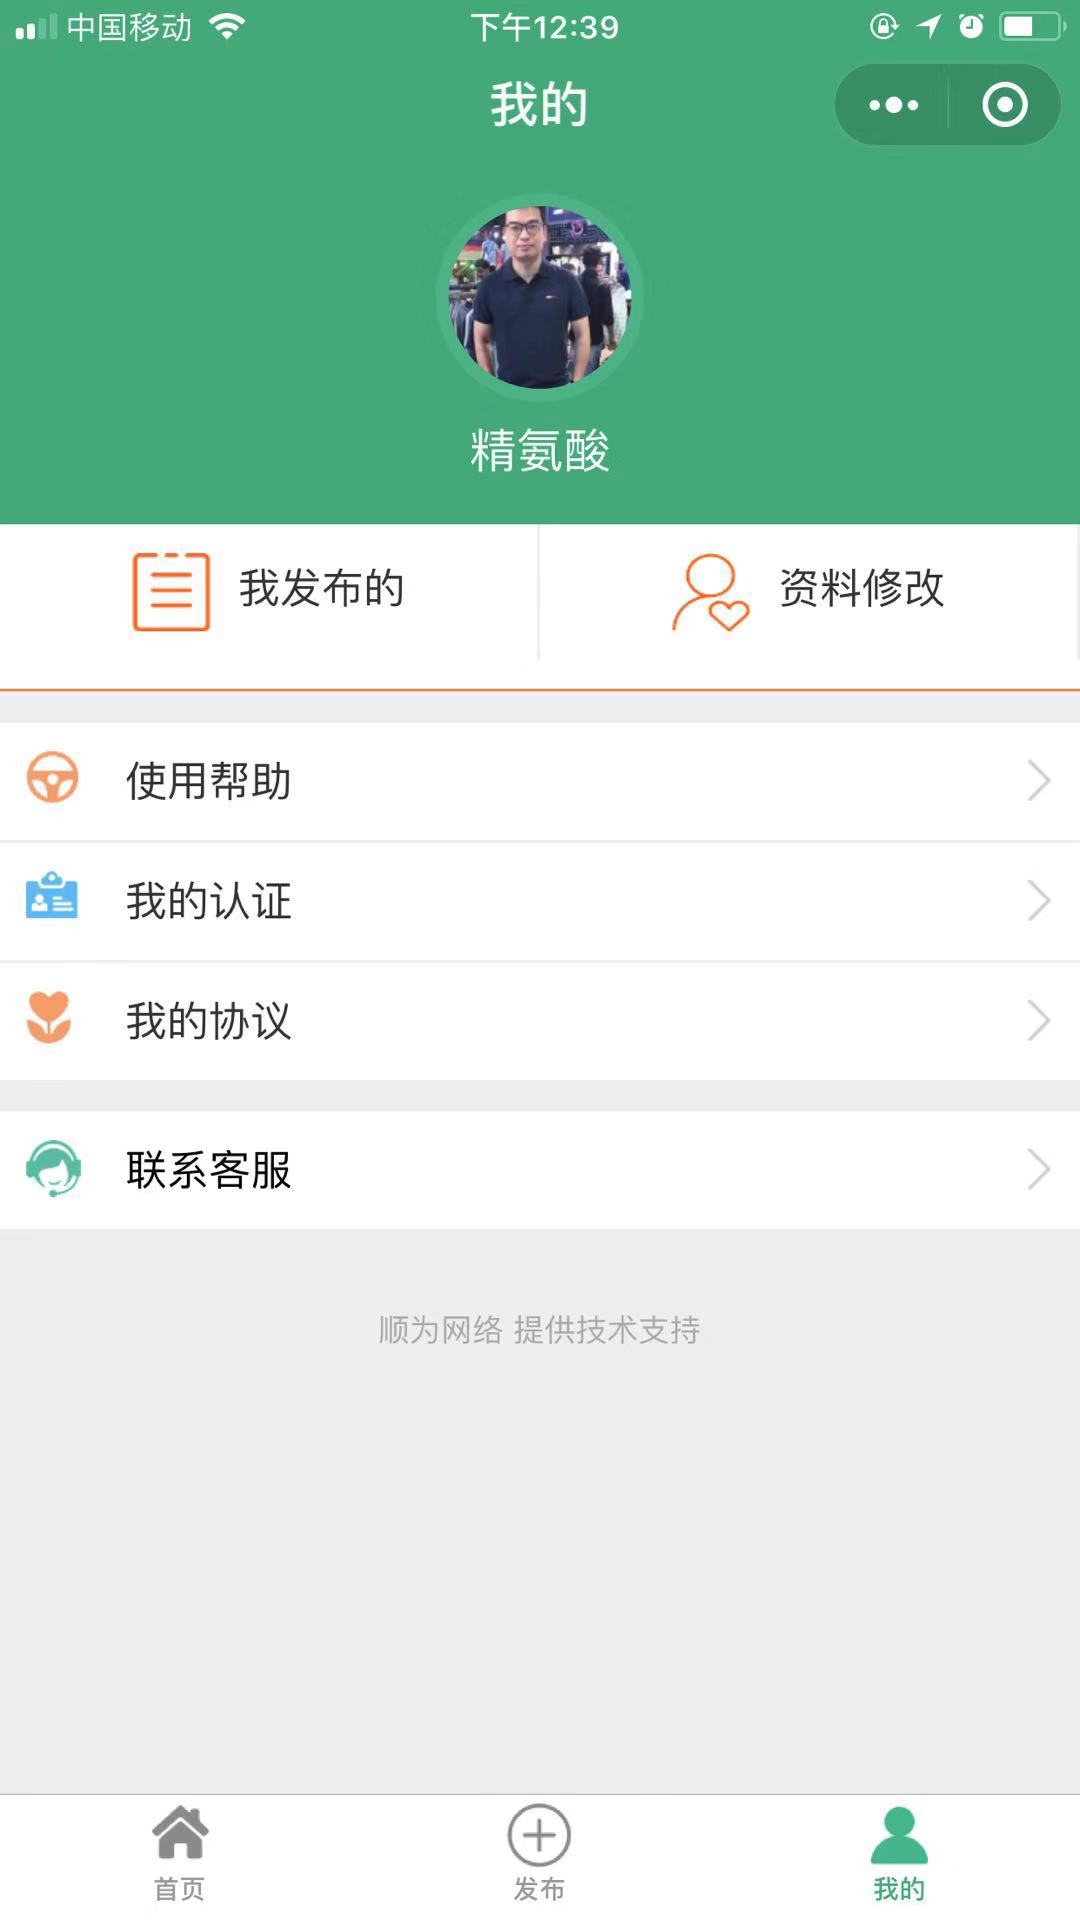 中国移动 下午12:39
我的
精氨酸
我发布的 资料修改
使用帮助
我的认证
我的协议
联系客服
顺为网络 提供技术支持
首页 发布 我的